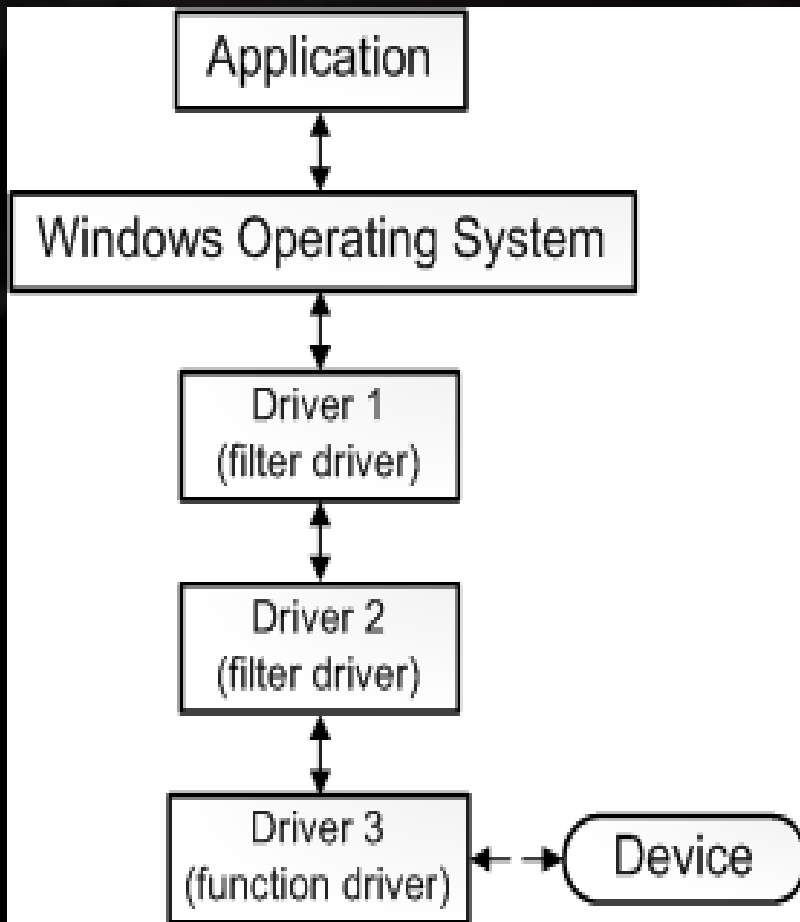 Application
Windows Operating System
Driver 1
(filter driver)
Driver 2
(filter driver)
Driver 3
(function driver)
Device